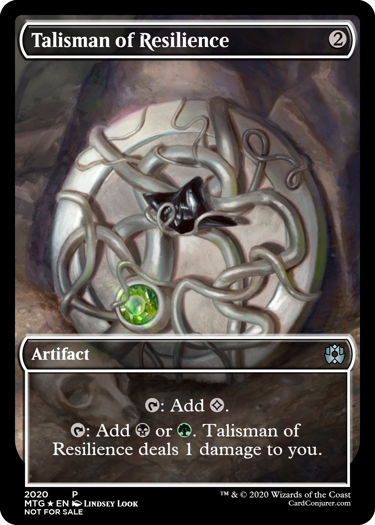 Talisman of Resilience 2
Artifact
: Add .
: Add or . Talisman of
Resilience deals 1 damage to you.
2020 P
MTG ★ EN Lindsey Look
NOT FOR SALE
™ & © 2020 Wizards of the Coast
CardConjurer.com